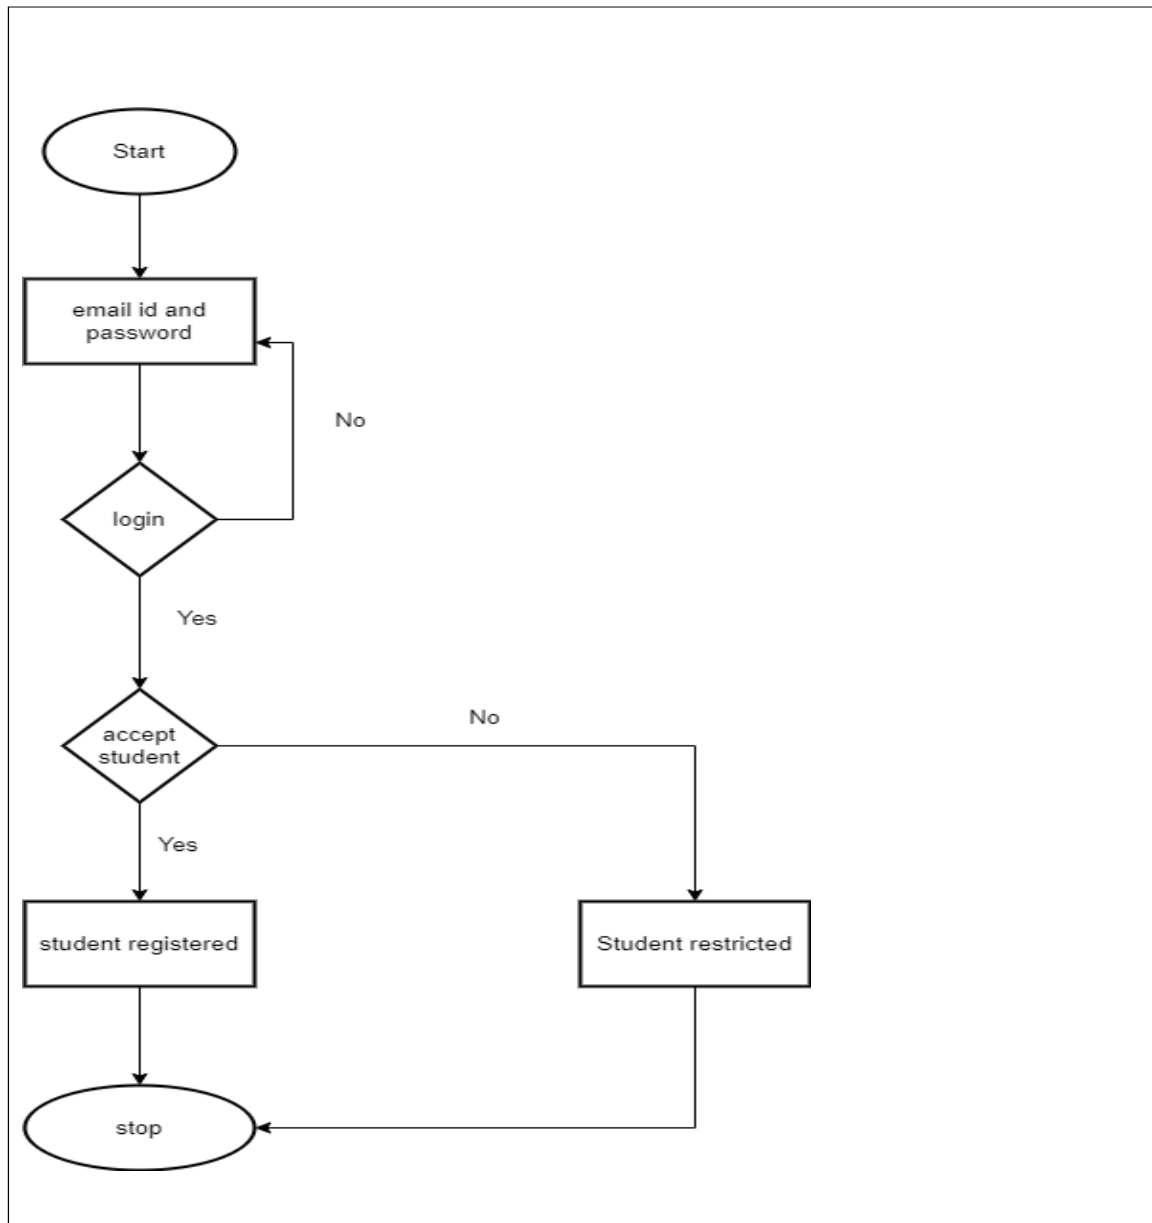 Start
email id and
password
No
login
Yes
No
accept
student
Yes
student registered
Student restricted
stop